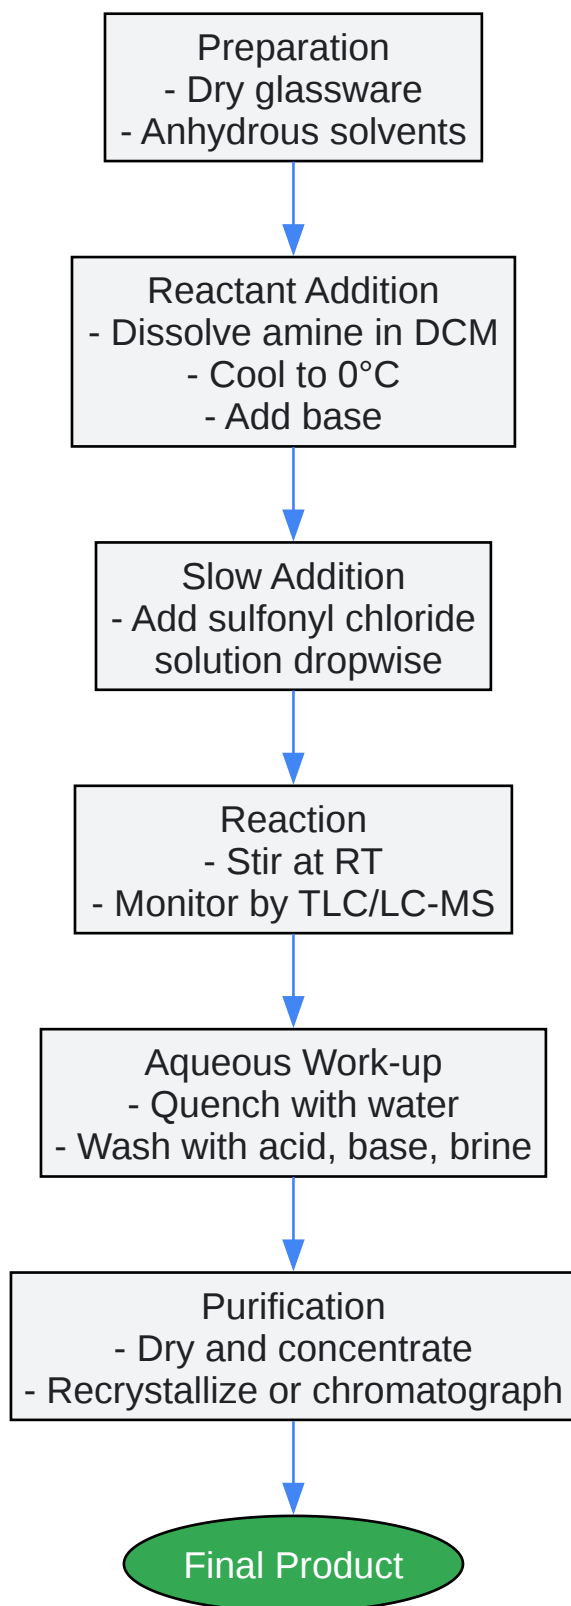 Preparation
- Dry glassware
- Anhydrous solvents
Reactant Addition
- Dissolve amine in DCM
- Cool to 0°C
- Add base
Slow Addition
- Add sulfonyl chloride
solution dropwise
Reaction
- Stir at RT
- Monitor by TLC/LC-MS
Aqueous Work-up
- Quench with water
- Wash with acid, base, brine
Purification
- Dry and concentrate
- Recrystallize or chromatograph
Final Product